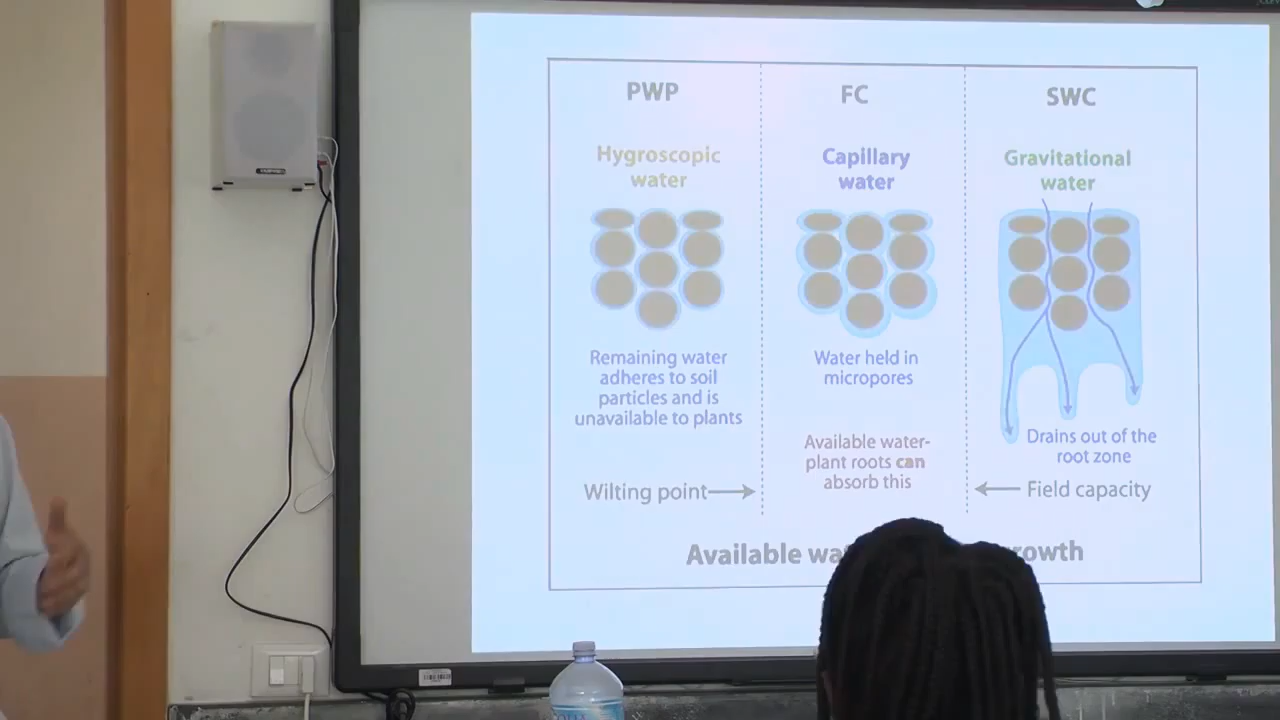 PWP
Hygroscopic
water
Remaining water
adheres to soil
particles and is
unavailable to plants
Wilting point
FC
Capillary
water
Water held in
micropores
Available water-
plant roots can
absorb this
SWC
Gravitational
water
Drains out of the
root zone
Field capacity
Available